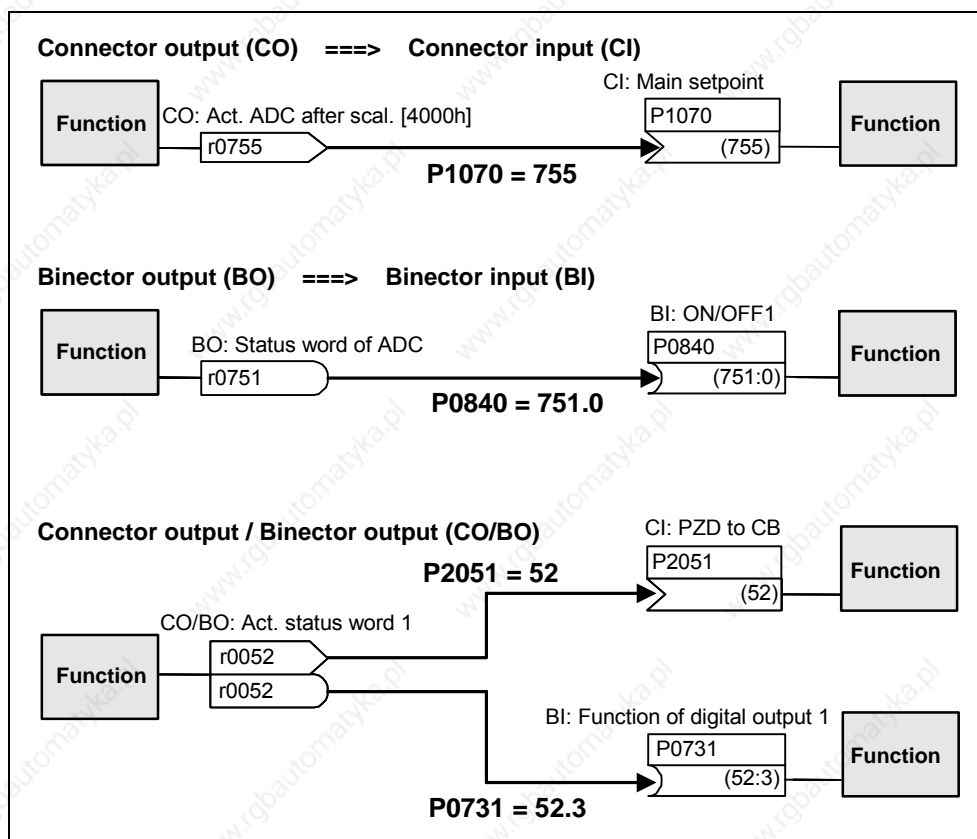 Connector output (CO) ===> Connector input (CI)
CI: Main setpoint
Function
CO: Act. ADC after scal. [4000h]
r0755
P1070 = 755
P1070
(755)
Function
Binector output (BO) ===> Binector input (BI)
BI: ON/OFF1
Function
BO: Status word of ADC
r0751
P0840 = 751.0
P0840
(751:0)
Function
Connector output / Binector output (CO/BO)
CI: PZD to CB
P2051 = 52
P2051
(52)
Function
CO/BO: Act. status word 1
Function
r0052
r0052
BI: Function of digital output 1
P0731
(52:3)
Function
P0731 = 52.3
www.rgbautomatyka.pl